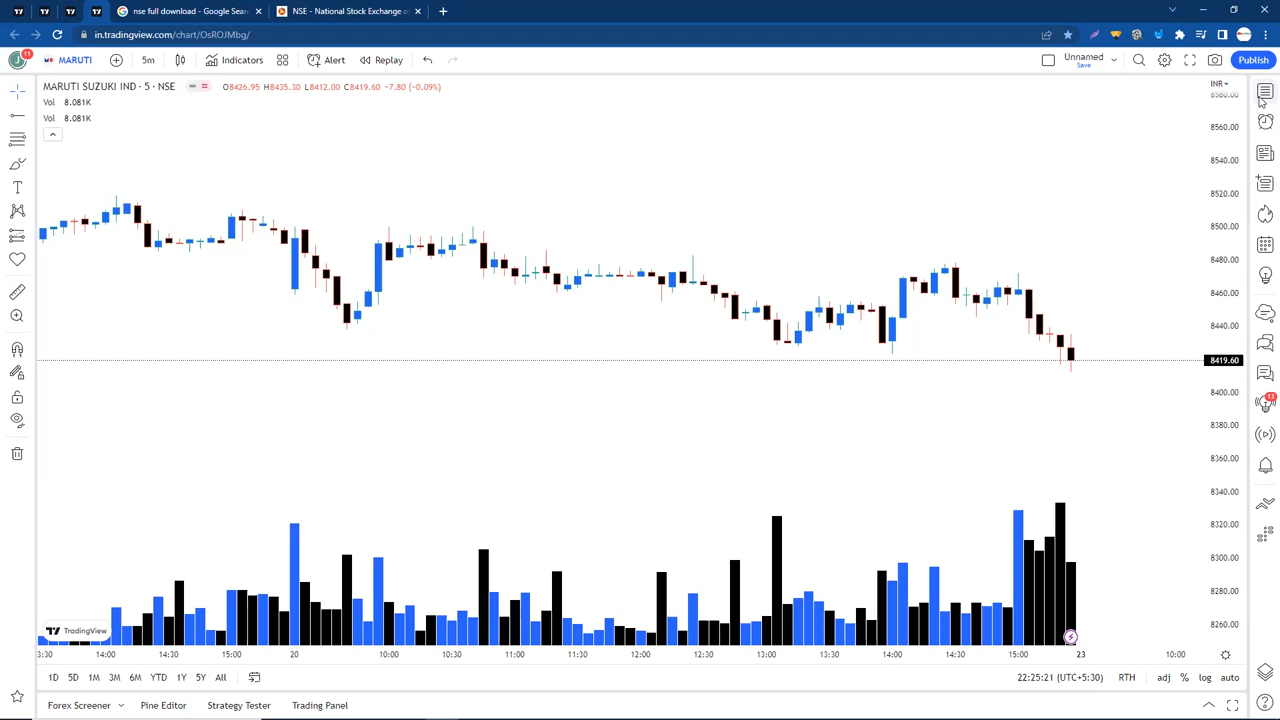 nse full download - Google Sear
NSE - National Stock Exchange o
in.tradingview.com/chart/OsROJMbg/
J
11
MARUTI
5m
Indicators
Alert
Replay
Unnamed
Save
Publish
MARUTI SUZUKI IND · 5 · NSE
O8426.95 H8435.30 L8412.00 C8419.60 −7.80 (−0.09%)
Vol 8.081K
Vol 8.081K
INR
8580.00
8560.00
8540.00
8520.00
8500.00
8480.00
8460.00
8440.00
8419.60
8400.00
8380.00
8360.00
8340.00
8320.00
8300.00
8280.00
8260.00
13
TradingView
3:30 14:00 14:30 15:00 20 10:00 10:30 11:00 11:30 12:00 12:30 13:00 13:30 14:00 14:30 15:00 23 10:00
1D 5D 1M 3M 6M YTD 1Y 5Y All
22:25:21 (UTC+5:30) RTH adj % log auto
Forex Screener Pine Editor Strategy Tester Trading Panel